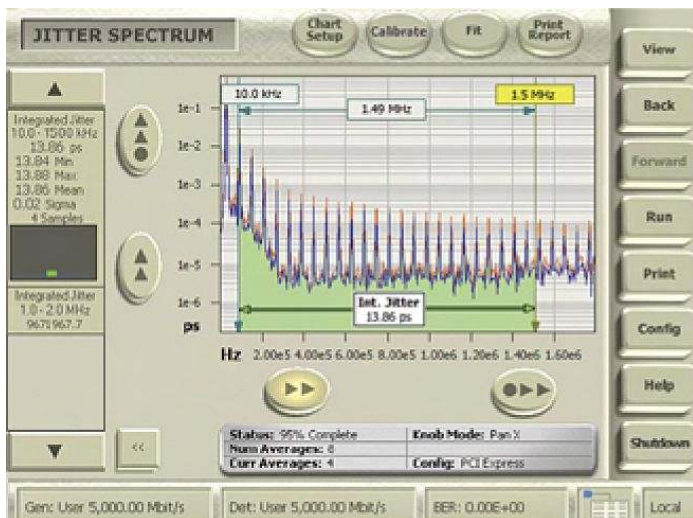 JITTER SPECTRUM
Chart Setup
Calibrate
Fit
Print Report
View
Back
Forward
Run
Print
Config
Help
Shutdown
Integrated Jitter
10.0 - 1500 kHz
13.86 ps
13.84 Min
13.88 Max
13.86 Mean
0.02 Sigma
4 Samples
Integrated Jitter
1.0 - 2.0 MHz
9671967.7
<<
10.0 kHz
1.49 MHz
1.5 MHz
1e-1
1e-2
1e-3
1e-4
1e-5
1e-6
ps
Int. Jitter
13.86 ps
Hz 2.00e5 4.00e5 6.00e5 8.00e5 1.00e6 1.20e6 1.40e6 1.60e6
Status: 95% Complete
Knob Mode: Pan X
Num Averages: 8
Curr Averages: 4
Config: PCI Express
Gen: User 5,000.00 Mbit/s
Det: User 5,000.00 Mbit/s
BER: 0.00E+00
Local